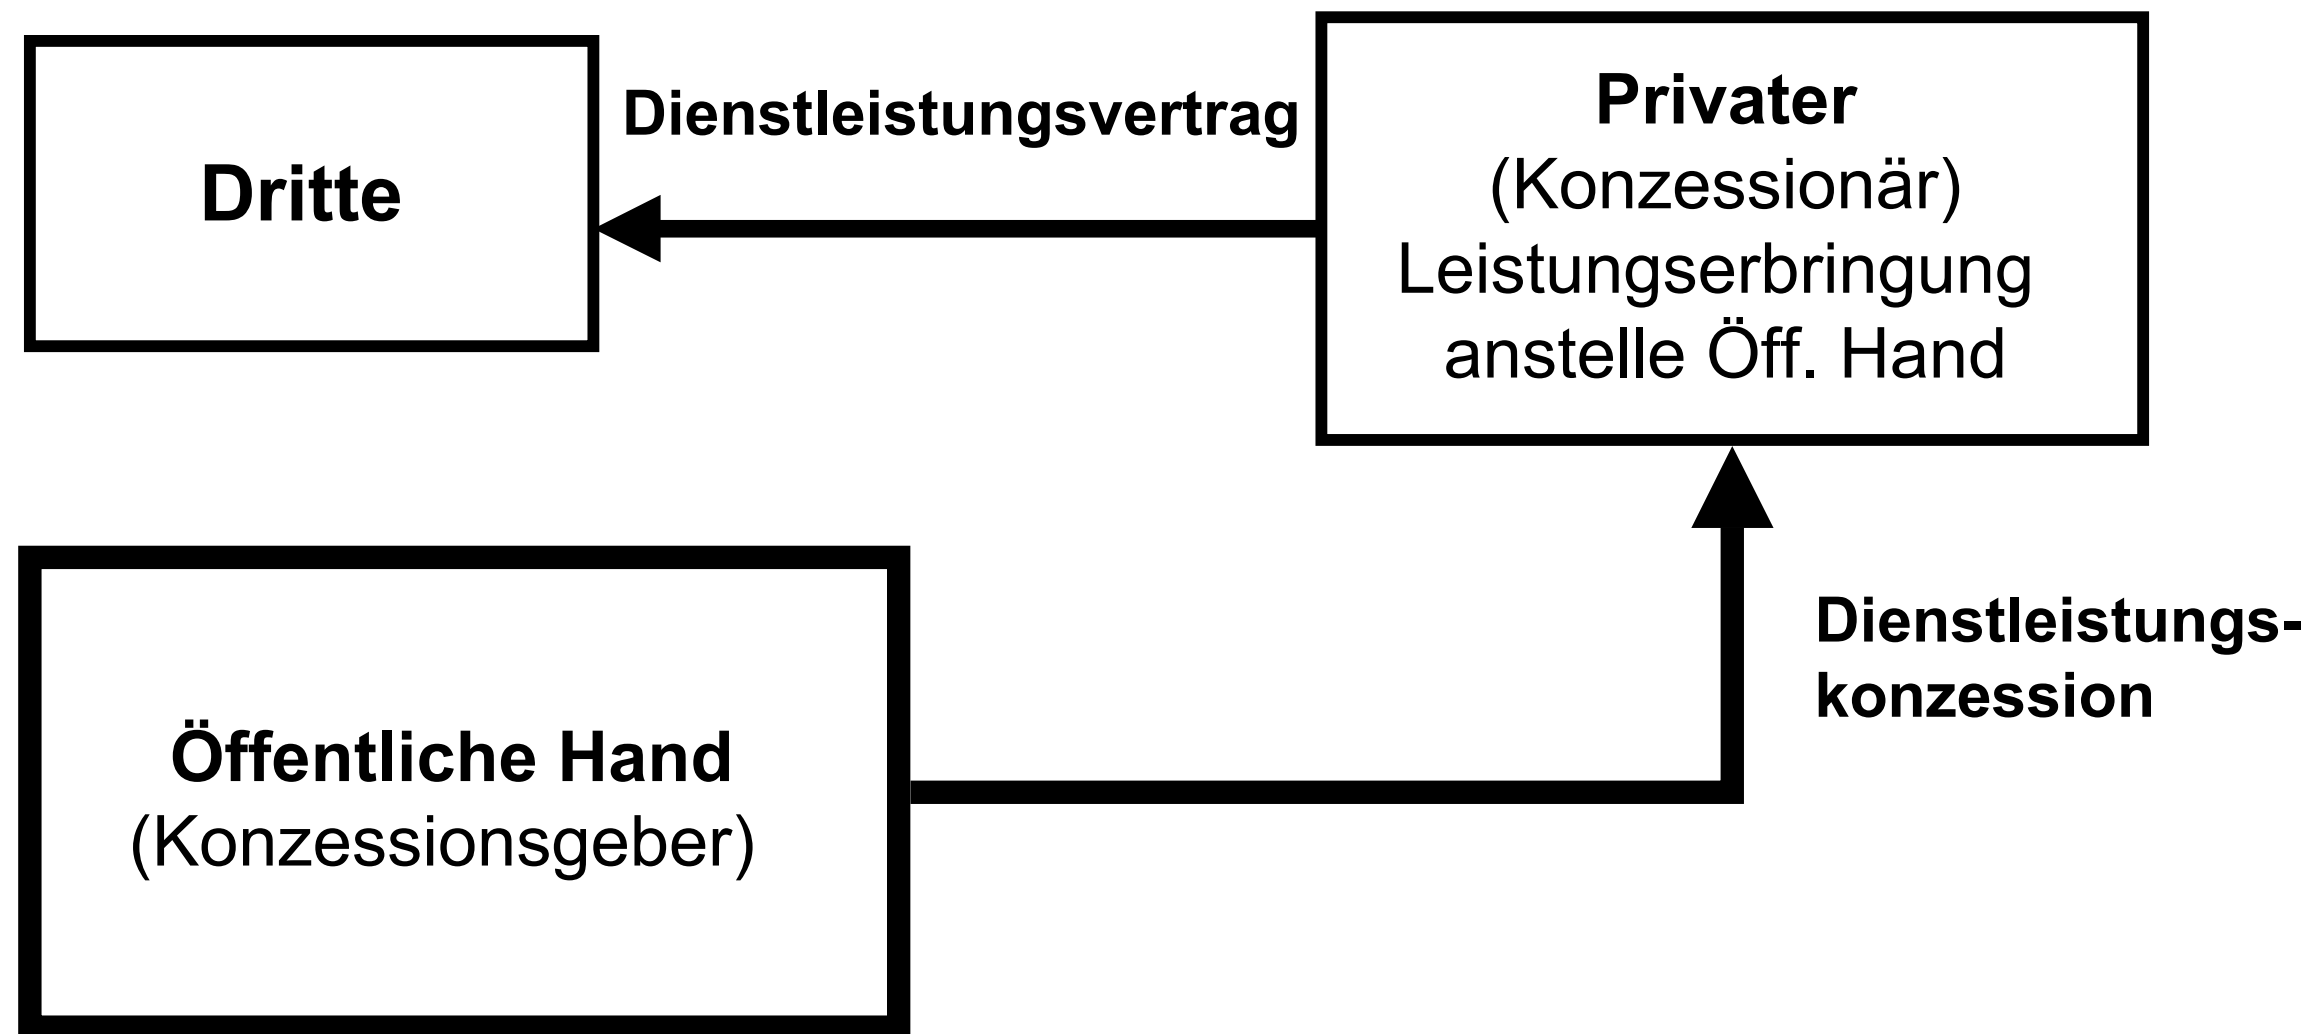 Dritte
Dienstleistungsvertrag
Privater
(Konzessionär)
Leistungserbringung
anstelle Öff. Hand
Öffentliche Hand
(Konzessionsgeber)
Dienstleistungs-
konzession